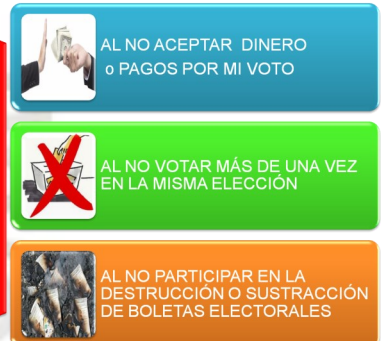 AL NO ACEPTAR DINERO
o PAGOS POR MI VOTO
AL NO VOTAR MÁS DE UNA VEZ
EN LA MISMA ELECCIÓN
AL NO PARTICIPAR EN LA
DESTRUCCIÓN O SUSTRACCIÓN
DE BOLETAS ELECTORALES